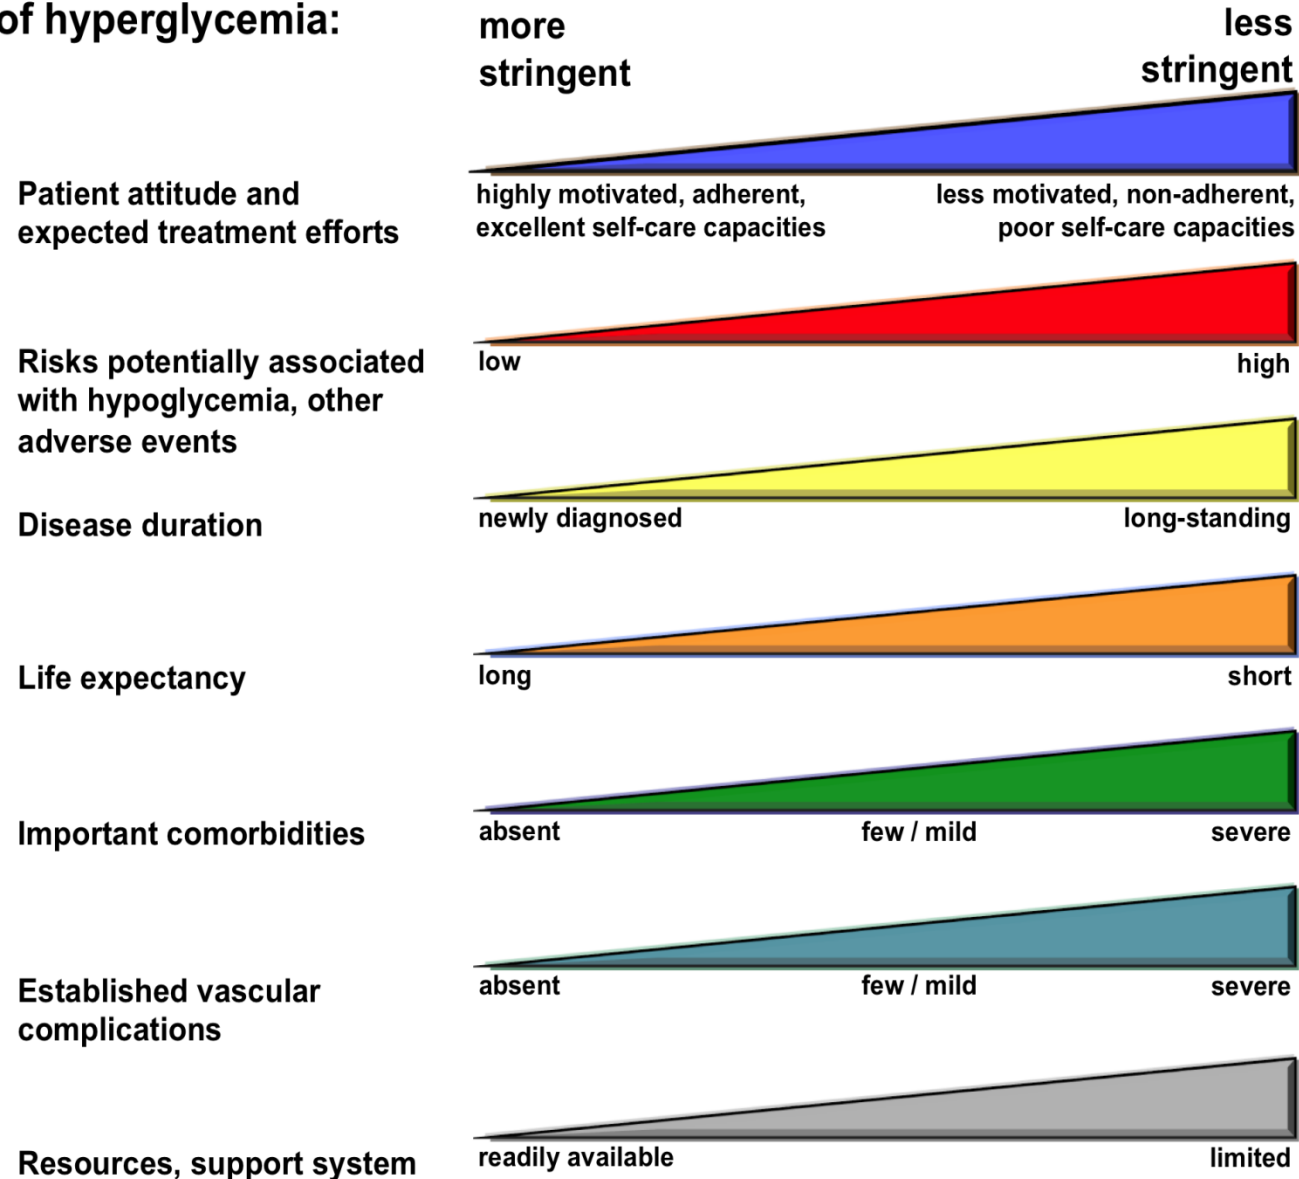 of hyperglycemia:
more
stringent
less
stringent
Patient attitude and
expected treatment efforts
highly motivated, adherent,
excellent self-care capacities
less motivated, non-adherent,
poor self-care capacities
Risks potentially associated
with hypoglycemia, other
adverse events
low
high
Disease duration
newly diagnosed
long-standing
Life expectancy
long
short
Important comorbidities
absent
few / mild
severe
Established vascular
complications
absent
few / mild
severe
Resources, support system
readily available
limited